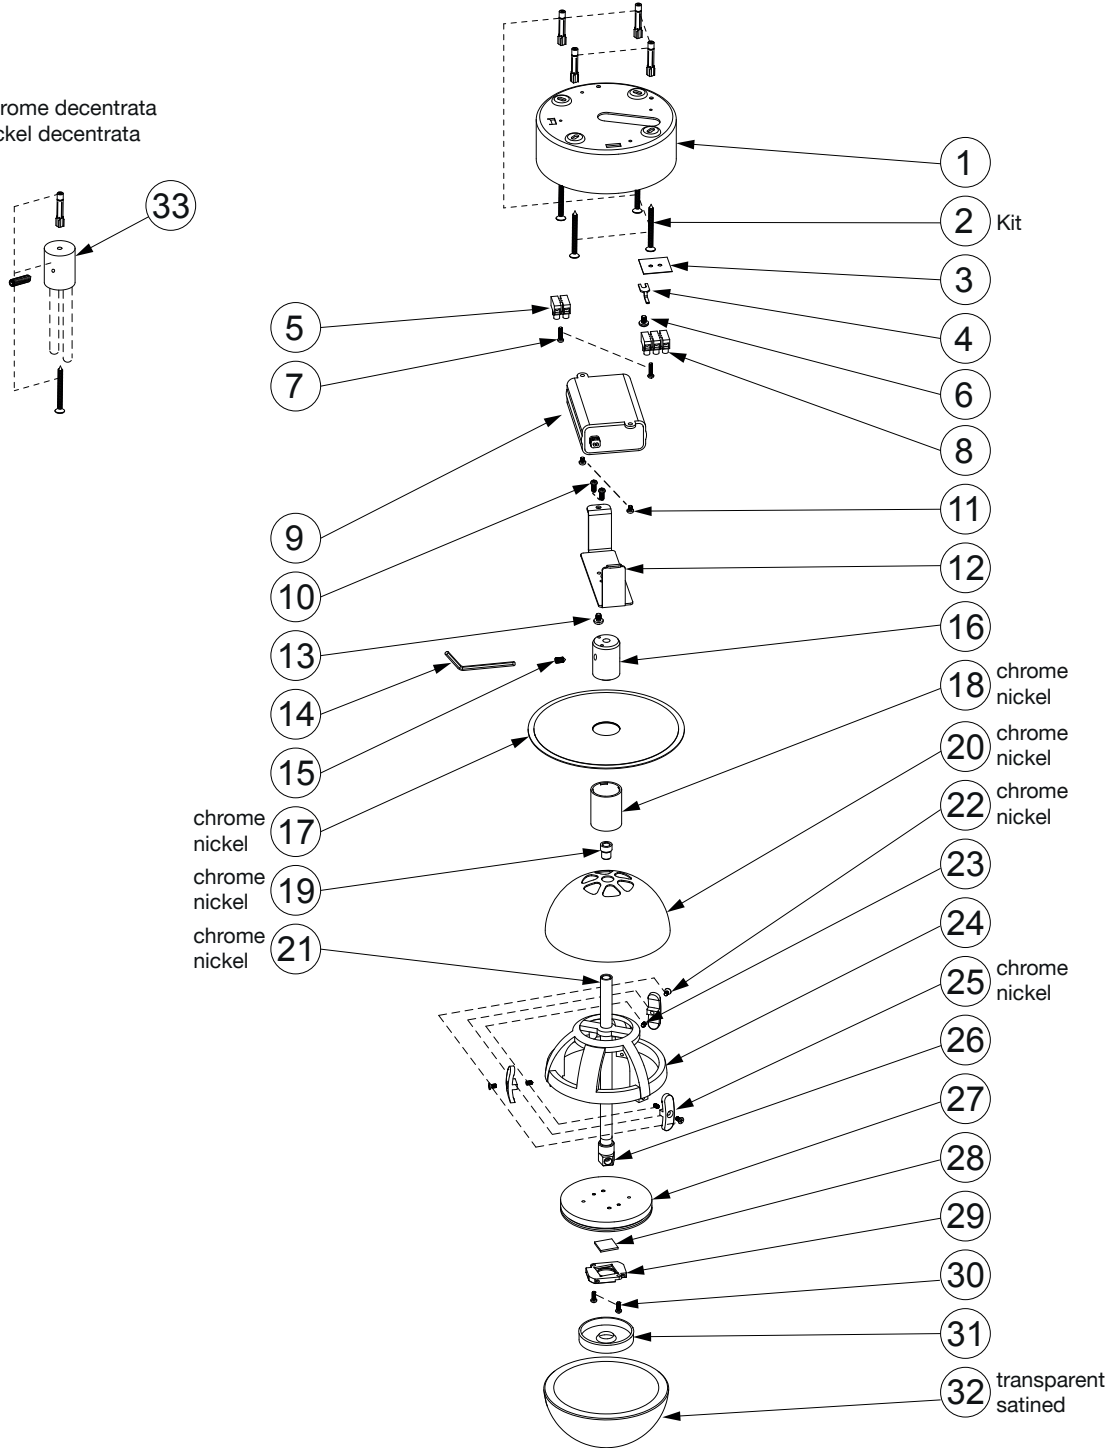 rome decentrata
ckel decentrata
33
1
2 Kit
3
5
4
7
6
8
9
11
10
12
13
16
14
18 chrome
nickel
15
20 chrome
nickel
chrome
nickel 17
22 chrome
nickel
chrome
nickel 19
23
chrome
nickel 21
24
25 chrome
nickel
26
27
28
29
30
31
32 transparent
satined